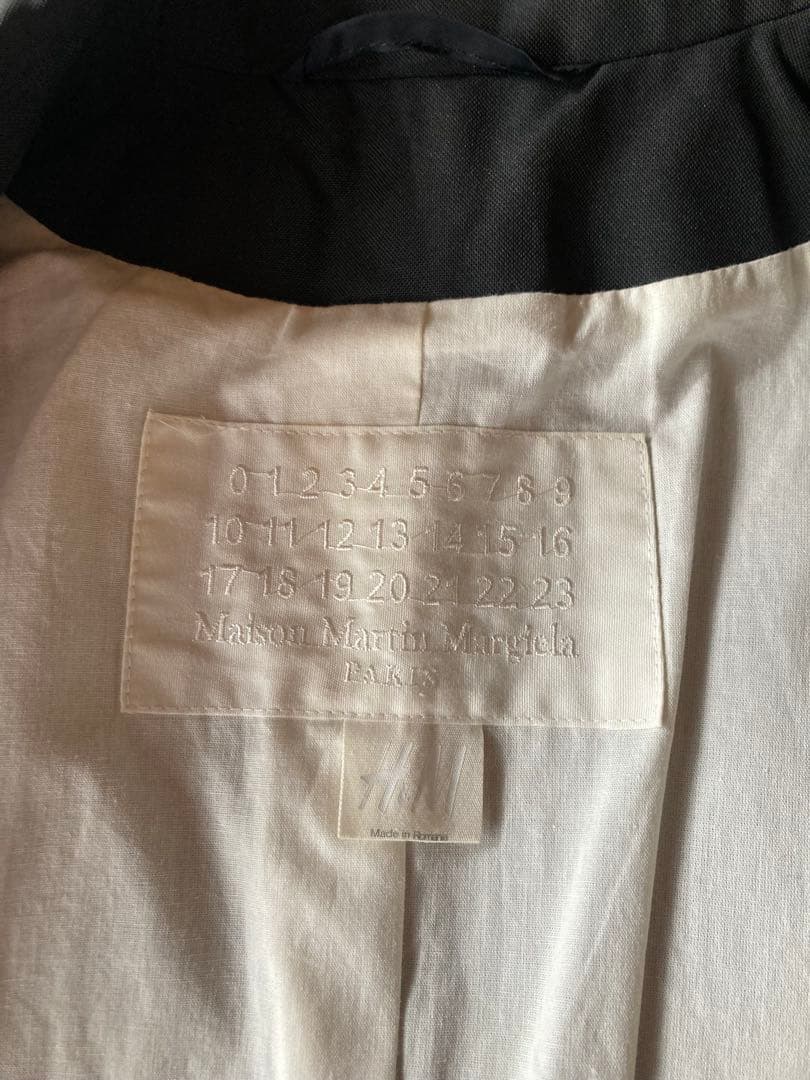 0 1 2 3 4 5 6 7 8 9
10 11 12 13 14 15 16
17 18 19 20 21 22 23
Maison Martin Margiela
PARIS
H&M
Made in Romania